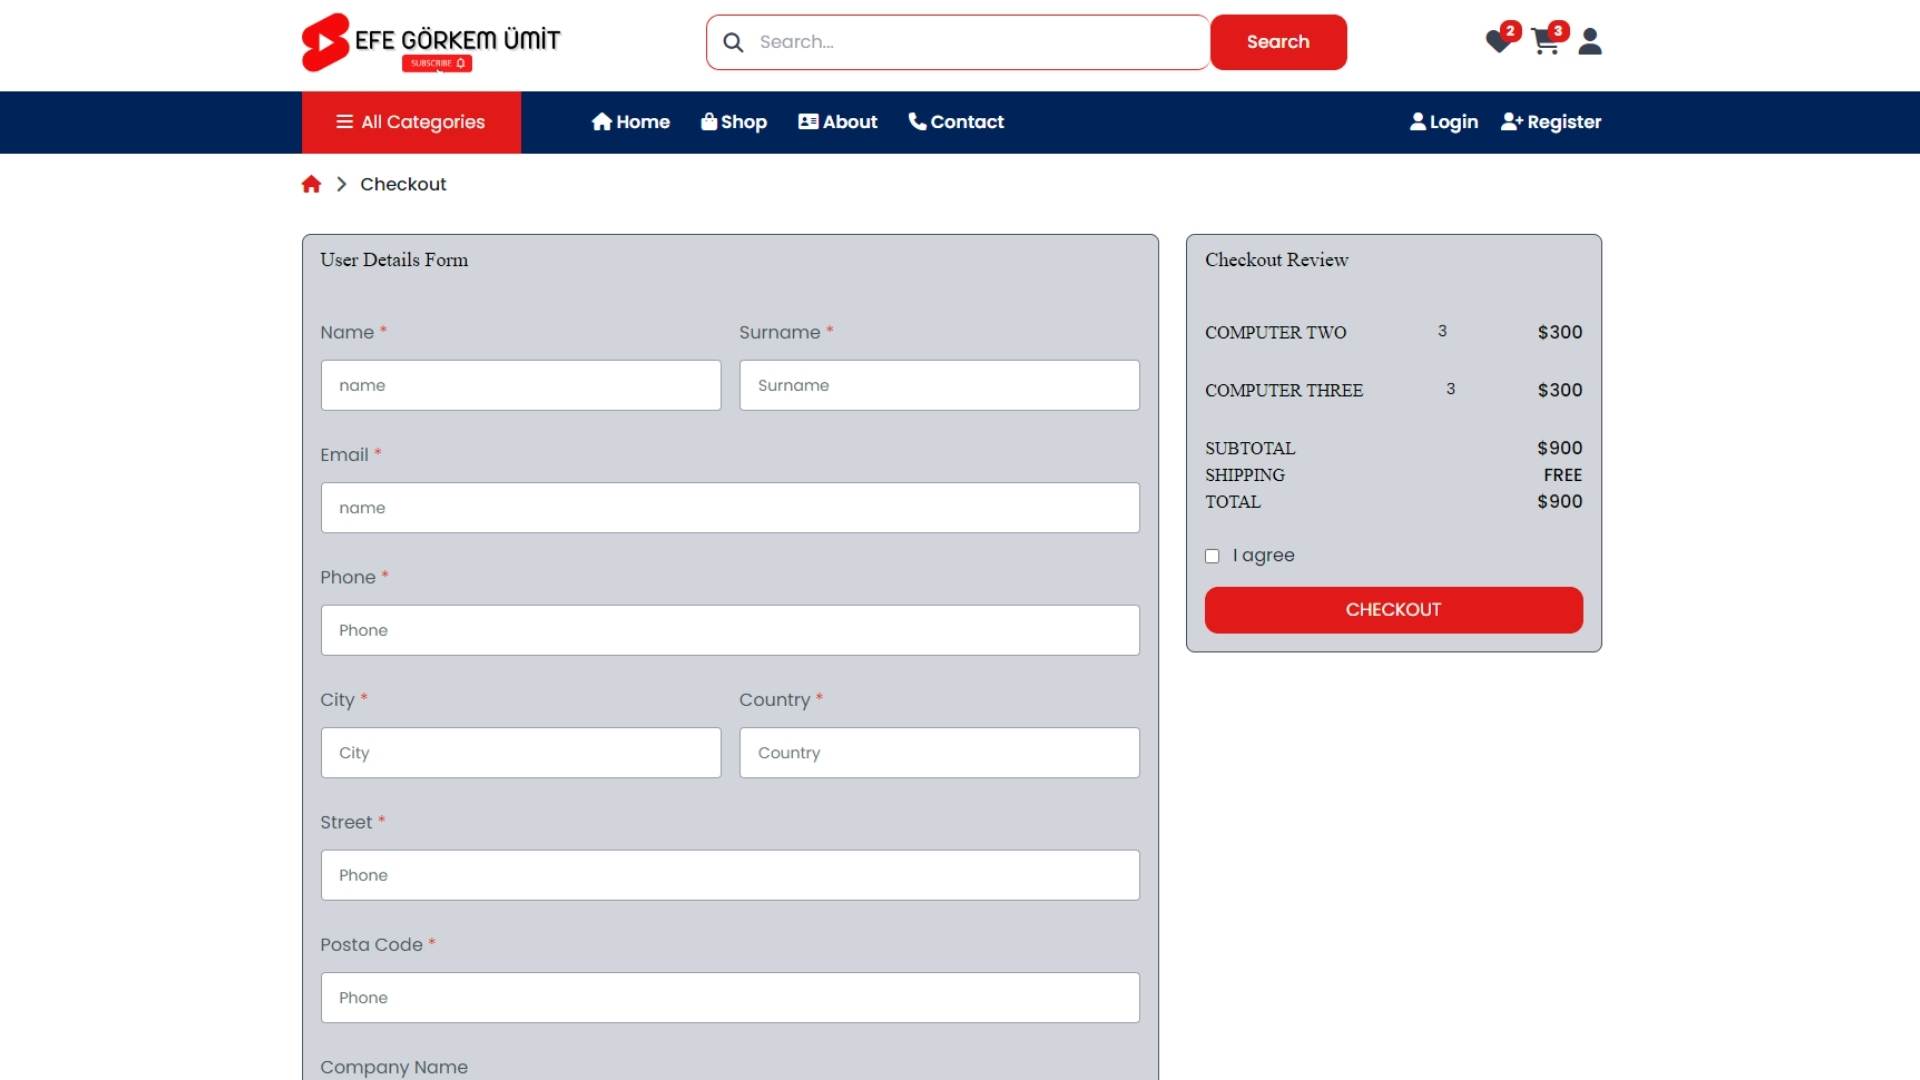 EFE GÖRKEM ÜMİT
SUBSCRIBE
Search...
Search
2
3
All Categories
Home
Shop
About
Contact
Login
Register
Checkout
User Details Form
Name *
Surname *
name
Surname
Email *
name
Phone *
Phone
City *
Country *
City
Country
Street *
Phone
Posta Code *
Phone
Company Name
Checkout Review
COMPUTER TWO 3 $300
COMPUTER THREE 3 $300
SUBTOTAL $900
SHIPPING FREE
TOTAL $900
I agree
CHECKOUT